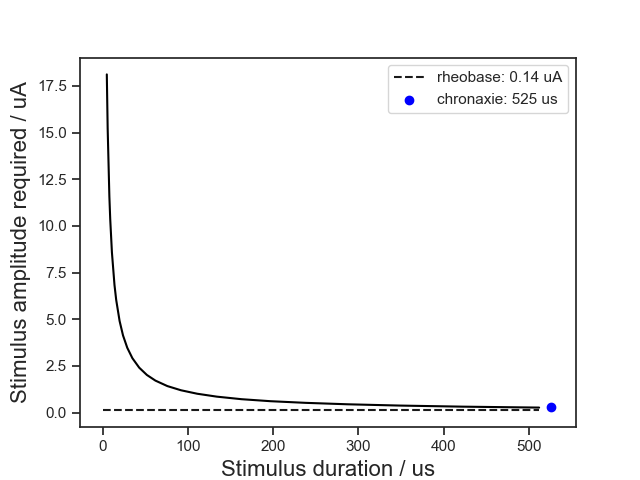 rheobase: 0.14 uA
chronaxie: 525 us
Stimulus amplitude required / uA
17.5
15.0
12.5
10.0
7.5
5.0
2.5
0.0
0 100 200 300 400 500
Stimulus duration / us